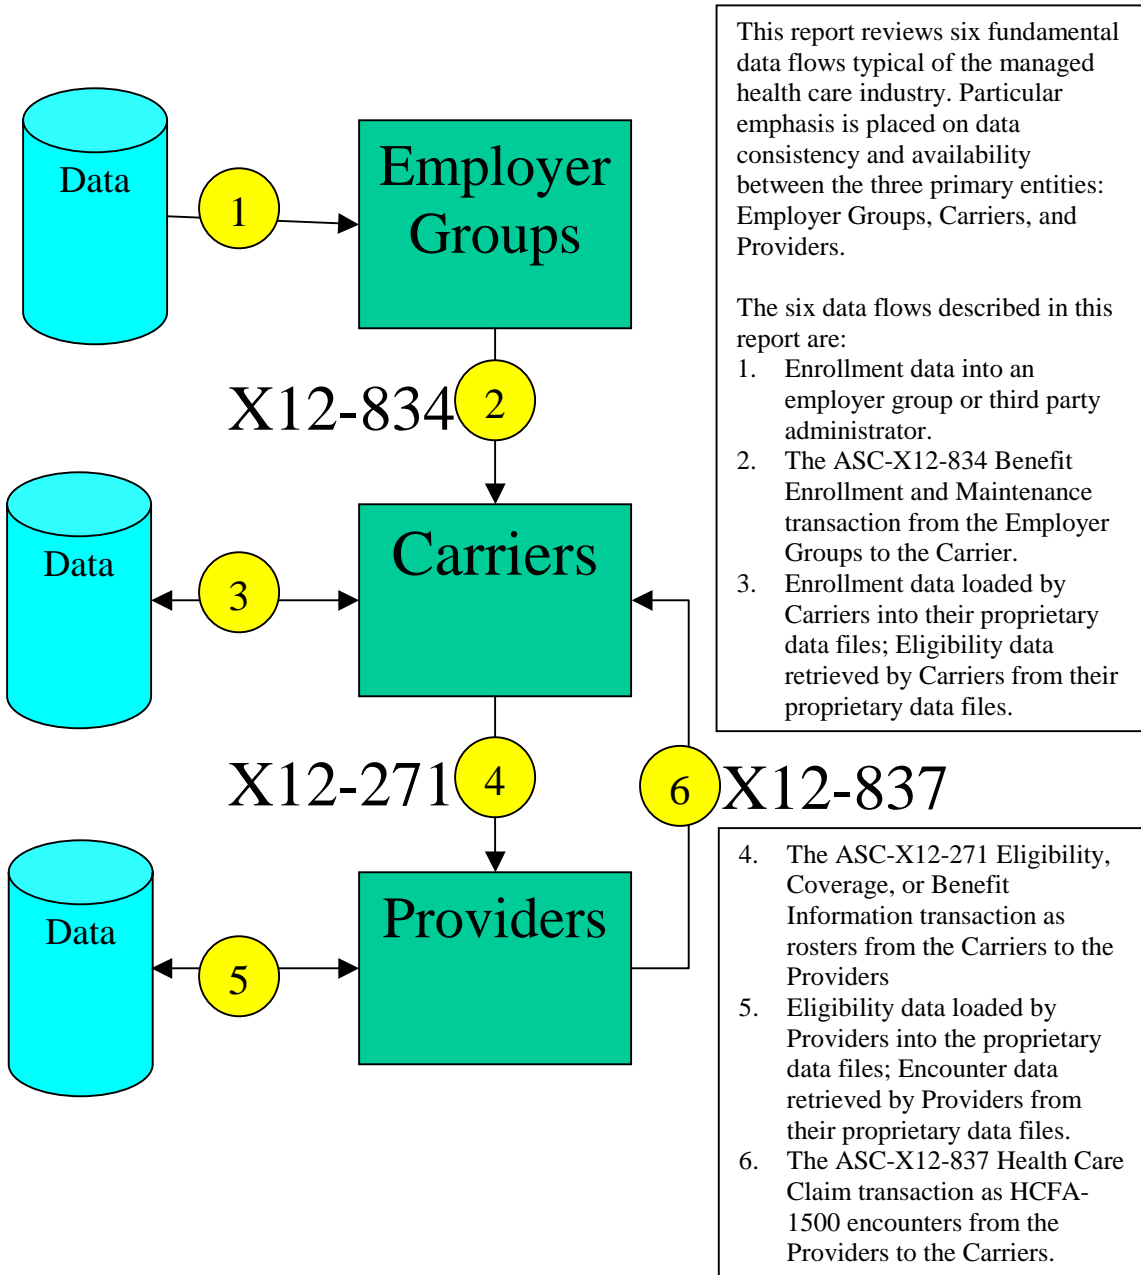 Data
1
Employer
Groups
X12-834
2
Data
3
Carriers
X12-271
4
6
X12-837
Data
5
Providers
This report reviews six fundamental
data flows typical of the managed
health care industry. Particular
emphasis is placed on data
consistency and availability
between the three primary entities:
Employer Groups, Carriers, and
Providers.
The six data flows described in this
report are:
1. Enrollment data into an
employer group or third party
administrator.
2. The ASC-X12-834 Benefit
Enrollment and Maintenance
transaction from the Employer
Groups to the Carrier.
3. Enrollment data loaded by
Carriers into their proprietary
data files; Eligibility data
retrieved by Carriers from their
proprietary data files.
4. The ASC-X12-271 Eligibility,
Coverage, or Benefit
Information transaction as
rosters from the Carriers to the
Providers
5. Eligibility data loaded by
Providers into the proprietary
data files; Encounter data
retrieved by Providers from
their proprietary data files.
6. The ASC-X12-837 Health Care
Claim transaction as HCFA-
1500 encounters from the
Providers to the Carriers.